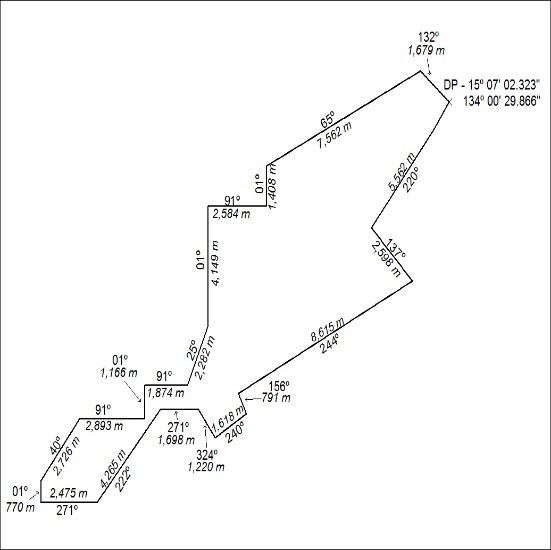 132º
1,679 m
DP - 15º 07' 02.323"
134º 00' 29.866"
65º
7,562 m
01º
1,408 m
5,562 m
220º
91º
2,584 m
137º
2,598 m
01º
4,149 m
8,615 m
244º
25º
2,282 m
01º
1,166 m
91º
1,874 m
156º
791 m
91º
2,893 m
271º
1,698 m
1,618 m
240º
40º
2,726 m
324º
1,220 m
4,265 m
222º
01º
770 m
2,475 m
271º